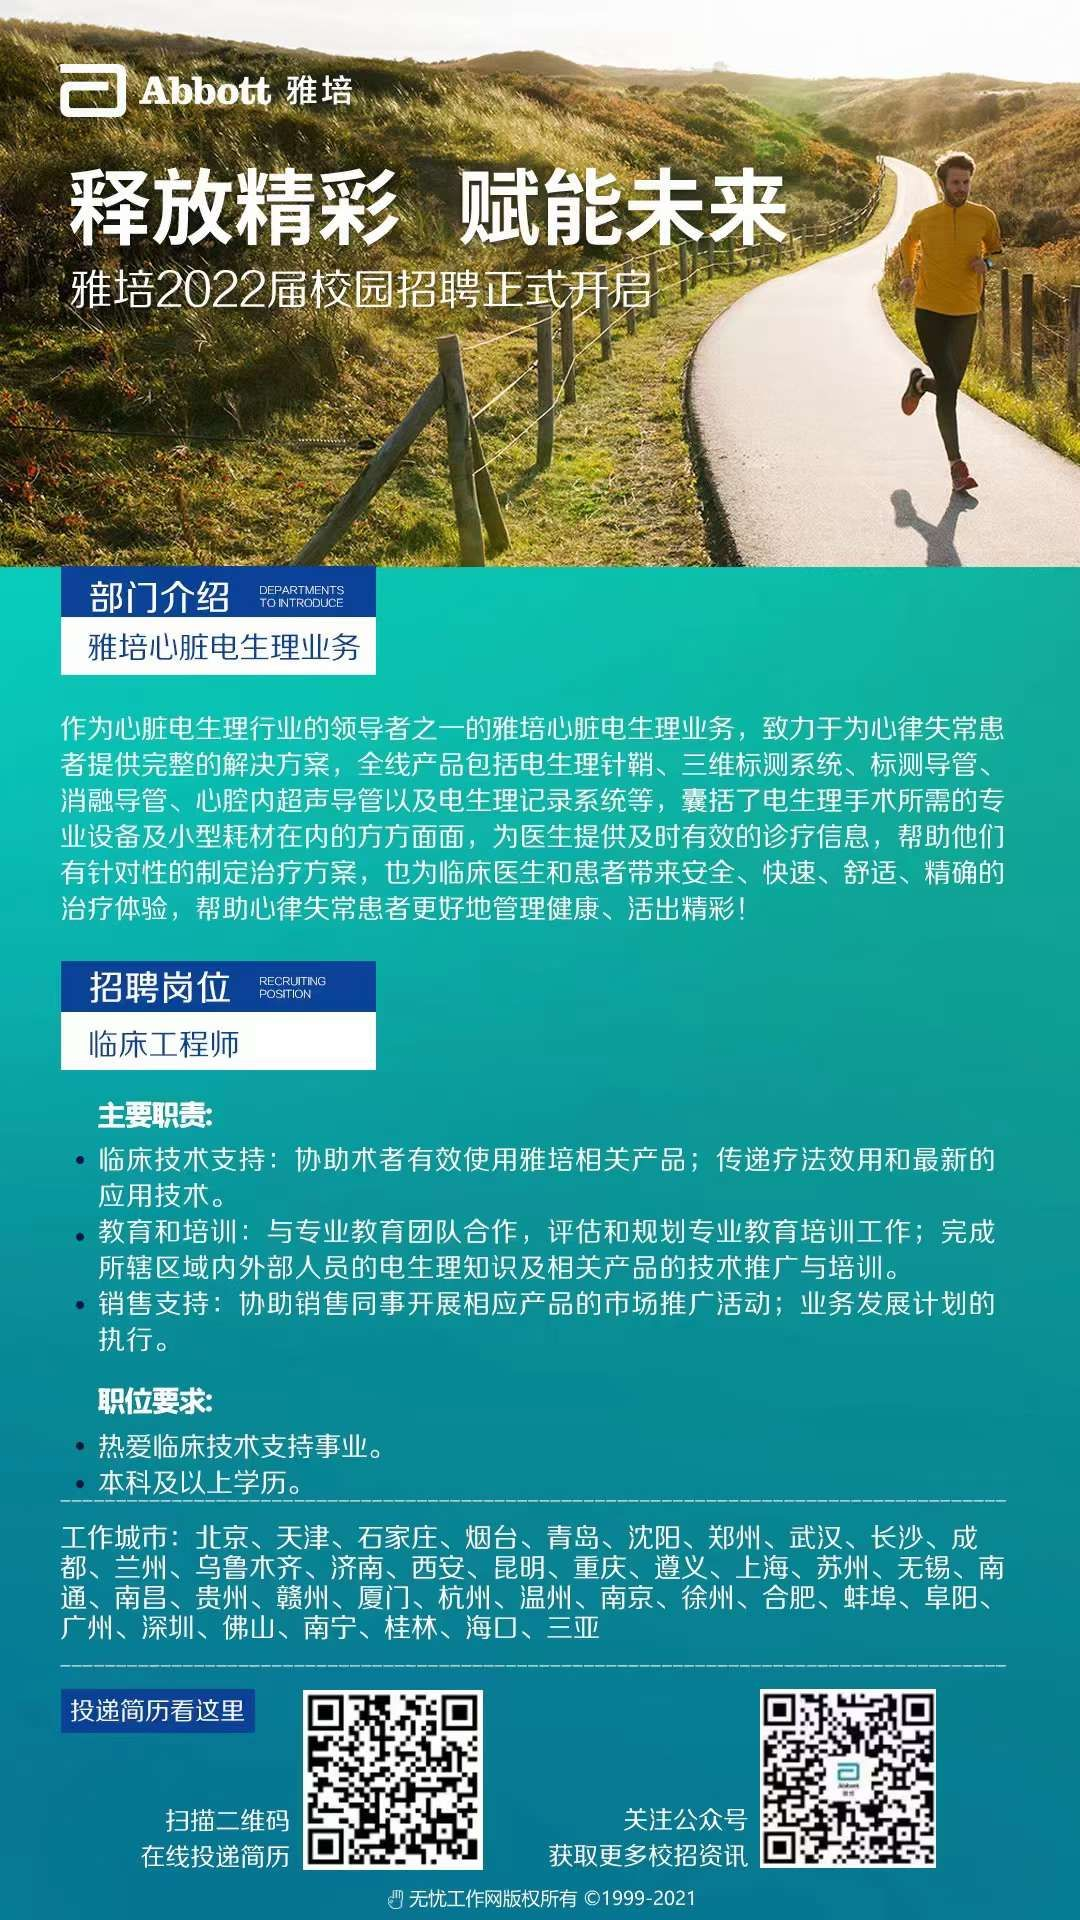 Abbott 雅培
释放精彩 赋能未来
雅培2022届校园招聘正式开启
部门介绍
DEPARTMENTS
TO INTRODUCE
雅培心脏电生理业务
作为心脏电生理行业的领导者之一的雅培心脏电生理业务，致力于为心律失常患
者提供完整的解决方案，全线产品包括电生理针鞘、三维标测系统、标测导管、
消融导管、心腔内超声导管以及电生理记录系统等，囊括了电生理手术所需的专
业设备及小型耗材在内的方方面面，为医生提供及时有效的诊疗信息，帮助他们
有针对性的制定治疗方案，也为临床医生和患者带来安全、快速、舒适、精确的
治疗体验，帮助心律失常患者更好地管理健康、活出精彩！
招聘岗位
RECRUITING
POSITION
临床工程师
主要职责:
• 临床技术支持：协助术者有效使用雅培相关产品；传递疗法效用和最新的
应用技术。
• 教育和培训：与专业教育团队合作，评估和规划专业教育培训工作；完成
所辖区域内外部人员的电生理知识及相关产品的技术推广与培训。
• 销售支持：协助销售同事开展相应产品的市场推广活动；业务发展计划的
执行。
职位要求:
• 热爱临床技术支持事业。
• 本科及以上学历。
工作城市：北京、天津、石家庄、烟台、青岛、沈阳、郑州、武汉、长沙、成
都、兰州、乌鲁木齐、济南、西安、昆明、重庆、遵义、上海、苏州、无锡、南
通、南昌、贵州、赣州、厦门、杭州、温州、南京、徐州、合肥、蚌埠、阜阳、
广州、深圳、佛山、南宁、桂林、海口、三亚
投递简历看这里
扫描二维码
在线投递简历
关注公众号
获取更多校招资讯
Abbott
雅培
无忧工作网版权所有 ©1999-2021